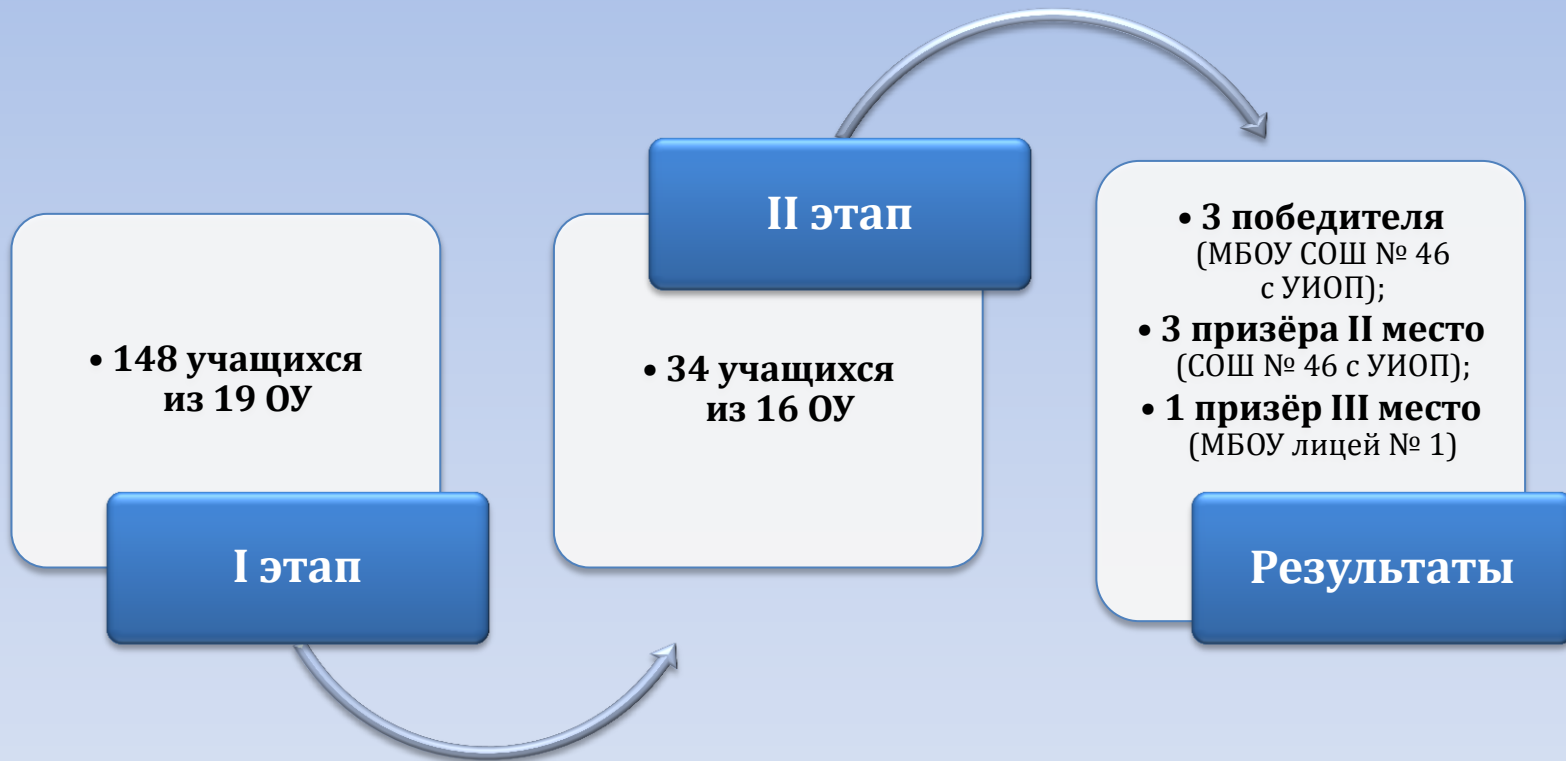 • 148 учащихся
из 19 ОУ
I этап
II этап
• 34 учащихся
из 16 ОУ
• 3 победителя
(МБОУ СОШ № 46
с УИОП);
• 3 призёра II место
(СОШ № 46 с УИОП);
• 1 призёр III место
(МБОУ лицей № 1)
Результаты